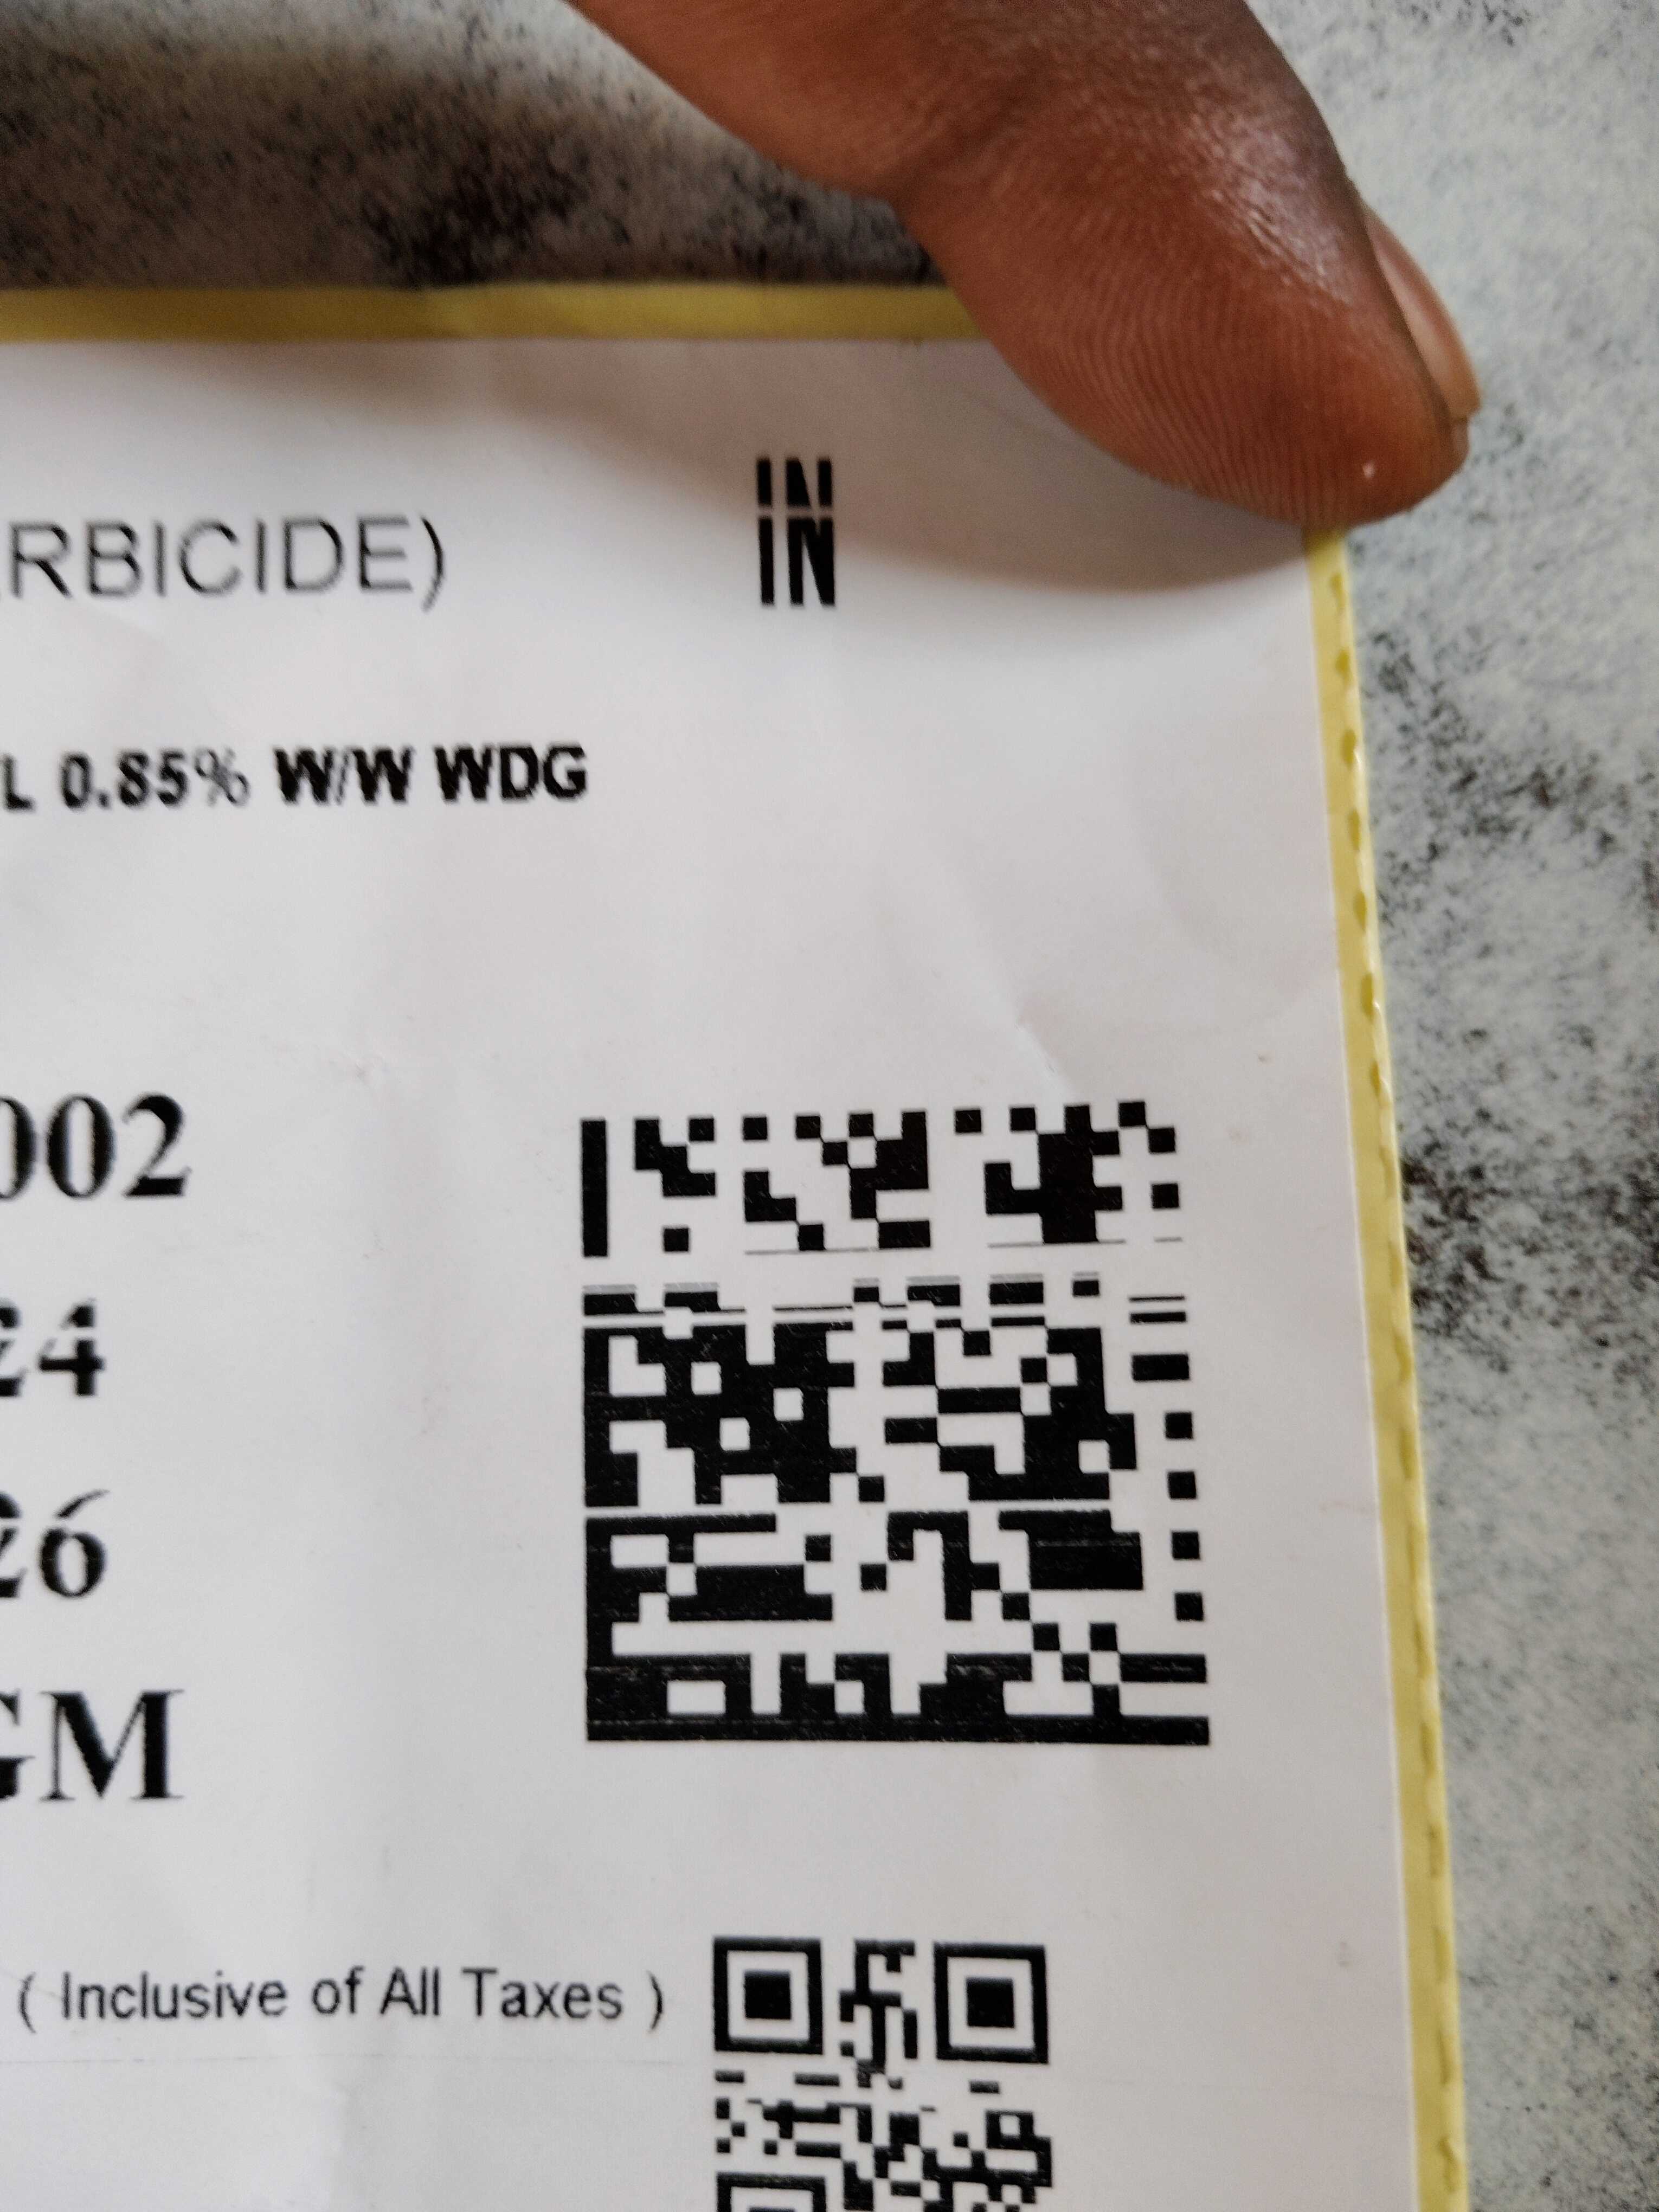 RBICIDE)
IN
L 0.85% W/W WDG
002
24
26
GM
( Inclusive of All Taxes )